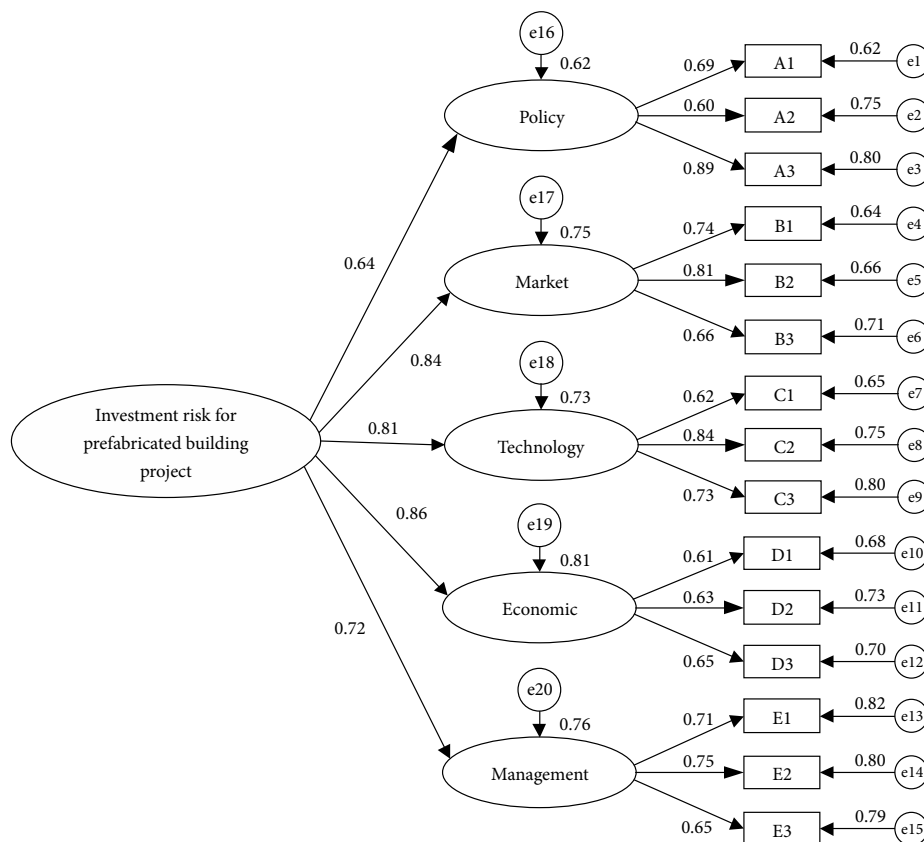 e16
0.62
Policy
0.69
0.60
0.89
A1
0.62
e1
A2
0.75
e2
A3
0.80
e3
e17
0.75
Market
0.74
0.81
0.66
B1
0.64
e4
B2
0.66
e5
B3
0.71
e6
0.64
0.84
0.81
0.86
0.72
Investment risk for
prefabricated building
project
e18
0.73
Technology
0.62
0.84
0.73
C1
0.65
e7
C2
0.75
e8
C3
0.80
e9
e19
0.81
Economic
0.61
0.63
0.65
D1
0.68
e10
D2
0.73
e11
D3
0.70
e12
e20
0.76
Management
0.71
0.75
0.65
E1
0.82
e13
E2
0.80
e14
E3
0.79
e15